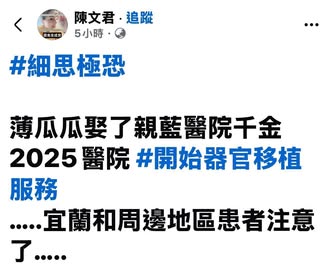 陳文君 · 追蹤
5小時 ·
#細思極恐
薄瓜瓜娶了親藍醫院千金
2025 醫院 #開始器官移植
服務
.....宜蘭和周邊地區患者注意
了.....